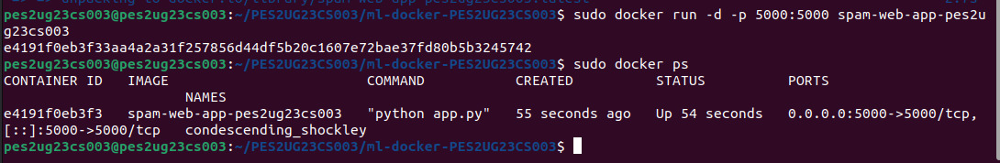 pes2ug23cs003@pes2ug23cs003:~/PES2UG23CS003/ml-docker-PES2UG23CS003$ sudo docker run -d -p 5000:5000 spam-web-app-pes2u
g23cs003
e4191f0eb3f33aa4a2a31f257856d44df5b20c1607e72bae37fd80b5b3245742
pes2ug23cs003@pes2ug23cs003:~/PES2UG23CS003/ml-docker-PES2UG23CS003$ sudo docker ps
CONTAINER ID   IMAGE                        COMMAND           CREATED          STATUS          PORTS
                     NAMES
e4191f0eb3f3   spam-web-app-pes2ug23cs003   "python app.py"   55 seconds ago   Up 54 seconds   0.0.0.0:5000->5000/tcp,
[::]:5000->5000/tcp   condescending_shockley
pes2ug23cs003@pes2ug23cs003:~/PES2UG23CS003/ml-docker-PES2UG23CS003$